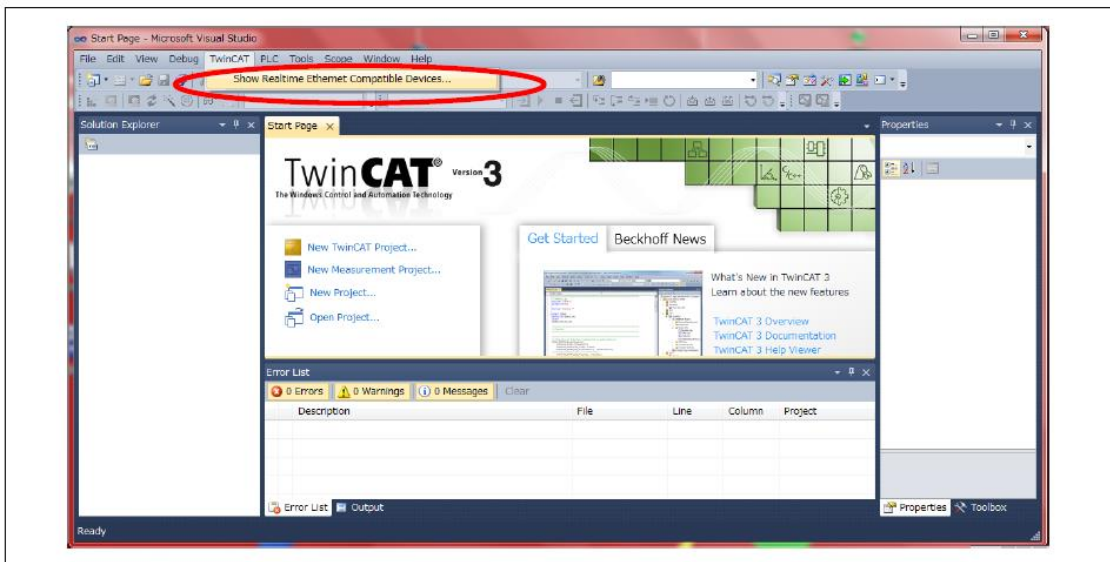 Start Page - Microsoft Visual Studio
File Edit View Debug TwinCAT PLC Tools Scope Window Help
Show Realtime Ethernet Compatible Devices...
Solution Explorer
Start Page
Properties
TwinCAT® Version 3
The Windows Control and Automation Technology
New TwinCAT Project...
New Measurement Project...
New Project...
Open Project...
Get Started Beckhoff News
What's New in TwinCAT 3
Learn about the new features
TwinCAT 3 Overview
TwinCAT 3 Documentation
TwinCAT 3 Help Viewer
C/C++
Error List
0 Errors 0 Warnings 0 Messages Clear
Description File Line Column Project
Error List Output
Properties Toolbox
Ready